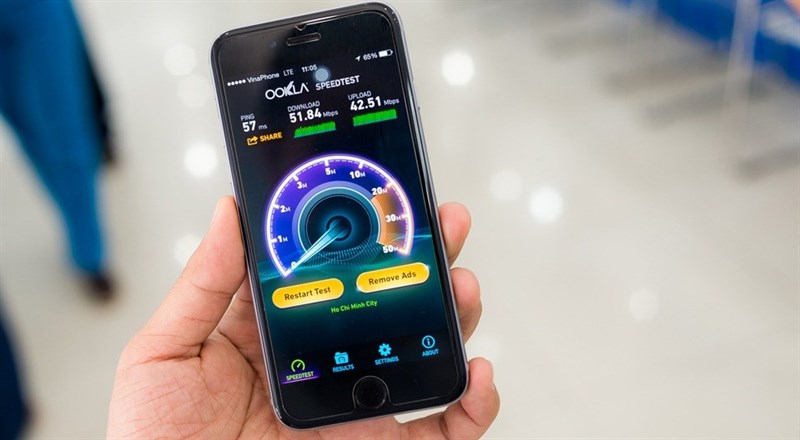 VinaPhone LTE 11:05 65%
OOKLA SPEEDTEST
PING DOWNLOAD UPLOAD
57 ms 51.84 Mbps 42.51 Mbps
SHARE
0 1M 2M 3M 5M 10M 20M 30M 50M
Restart Test Remove Ads
Ho Chi Minh City
SPEEDTEST RESULTS SETTINGS ABOUT